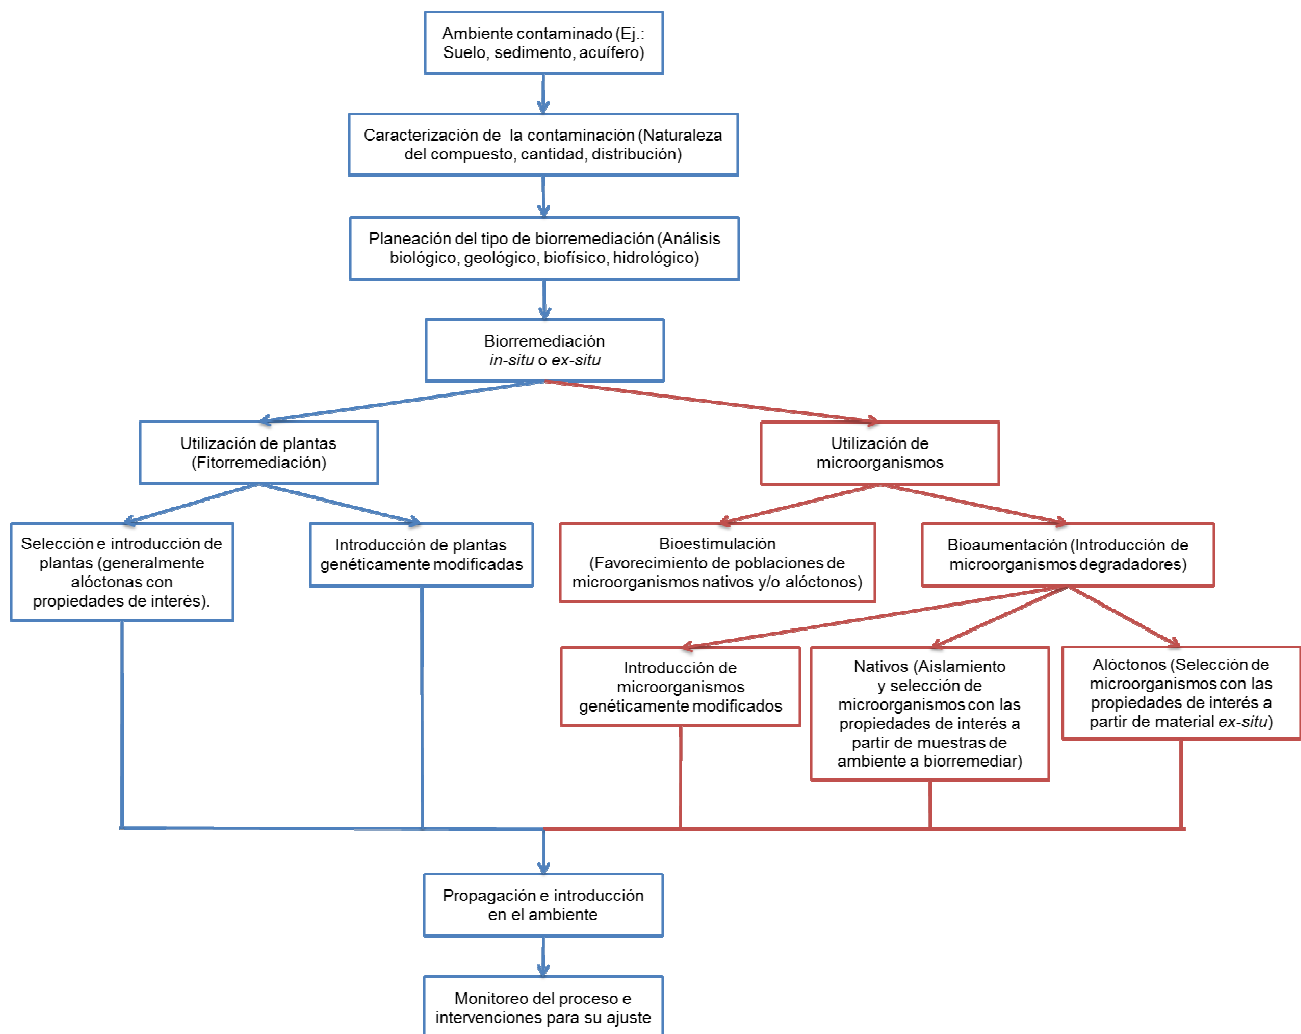 Ambiente contaminado (Ej.:
Suelo, sedimento, acuífero)
Caracterización de la contaminación (Naturaleza
del compuesto, cantidad, distribución)
Planeación del tipo de biorremediación (Análisis
biológico, geológico, biofísico, hidrológico)
Biorremediación
in-situ o ex-situ
Utilización de plantas
(Fitorremediación)
Utilización de
microorganismos
Selección e introducción de
plantas (generalmente
alóctonas con
propiedades de interés).
Introducción de plantas
genéticamente modificadas
Bioestimulación
(Favorecimiento de poblaciones de
microorganismos nativos y/o alóctonos)
Bioaumentación (Introducción de
microorganismos degradadores)
Introducción de
microorganismos
genéticamente modificados
Nativos (Aislamiento
y selección de
microorganismos con las
propiedades de interés a
partir de muestras de
ambiente a biorremediar)
Alóctonos (Selección de
microorganismos con las
propiedades de interés a
partir de material ex-situ)
Propagación e introducción
en el ambiente
Monitoreo del proceso e
intervenciones para su ajuste